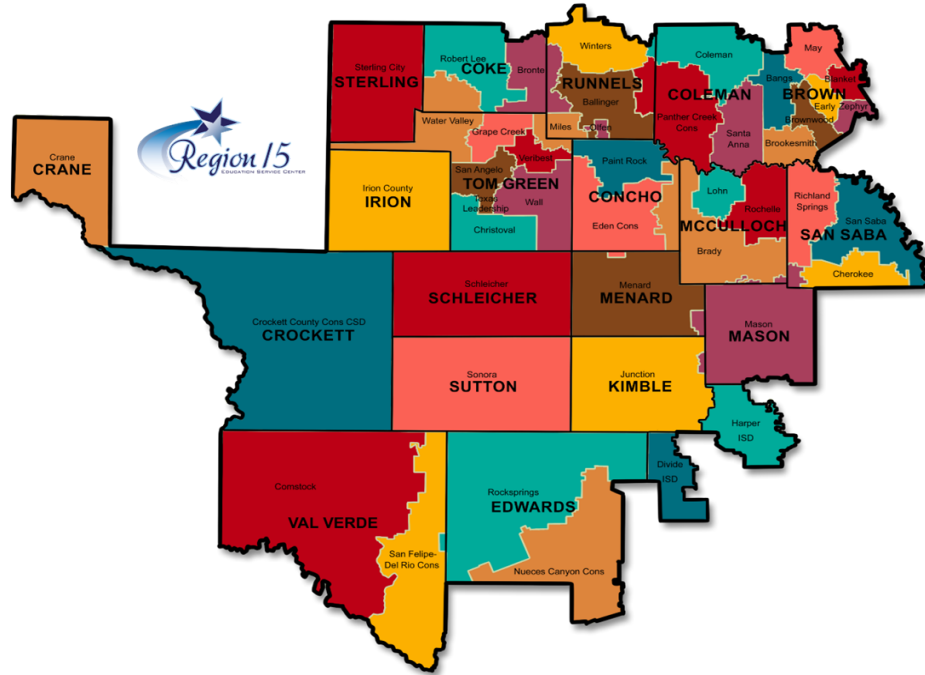 Winters
May
Robert Lee
COKE
Bronte
Coleman
Sterling City
STERLING
RUNNELS
Bangs
Blanket
COLEMAN
BROWN
Ballinger
Early
Zephyr
Panther Creek
Cons
Brownwood
Water Valley
Grape Creek
Miles
Olfen
Santa
Anna
Brookesmith
Region 15
EDUCATION SERVICE CENTER
Crane
CRANE
Veribest
Paint Rock
San Angelo
TOM GREEN
Irion County
IRION
Texas
Leadership
Wall
CONCHO
Lohn
Richland
Springs
Rochelle
MCCULLOCH
San Saba
SAN SABA
Christoval
Eden Cons
Brady
Cherokee
Schleicher
SCHLEICHER
Menard
MENARD
Crockett County Cons CSD
CROCKETT
Mason
MASON
Sonora
SUTTON
Junction
KIMBLE
Harper
ISD
Divide
ISD
Comstock
VAL VERDE
Rocksprings
EDWARDS
San Felipe-
Del Rio Cons
Nueces Canyon Cons